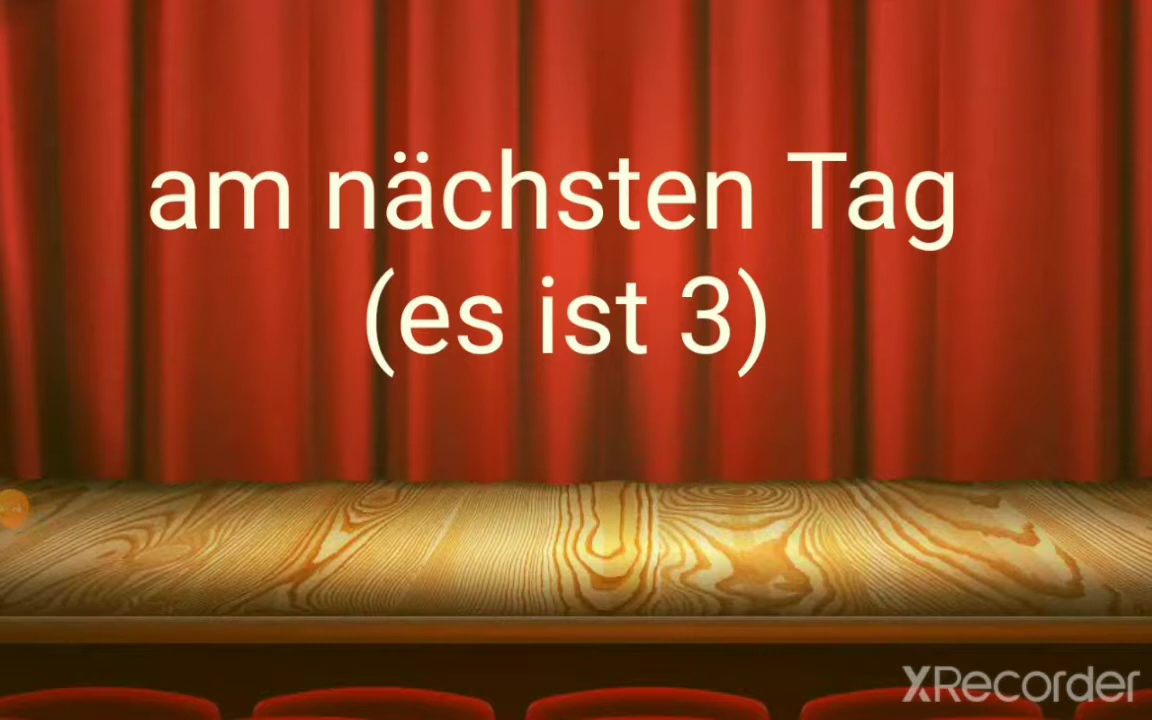 am nächsten Tag
(es ist 3)
XRecorder